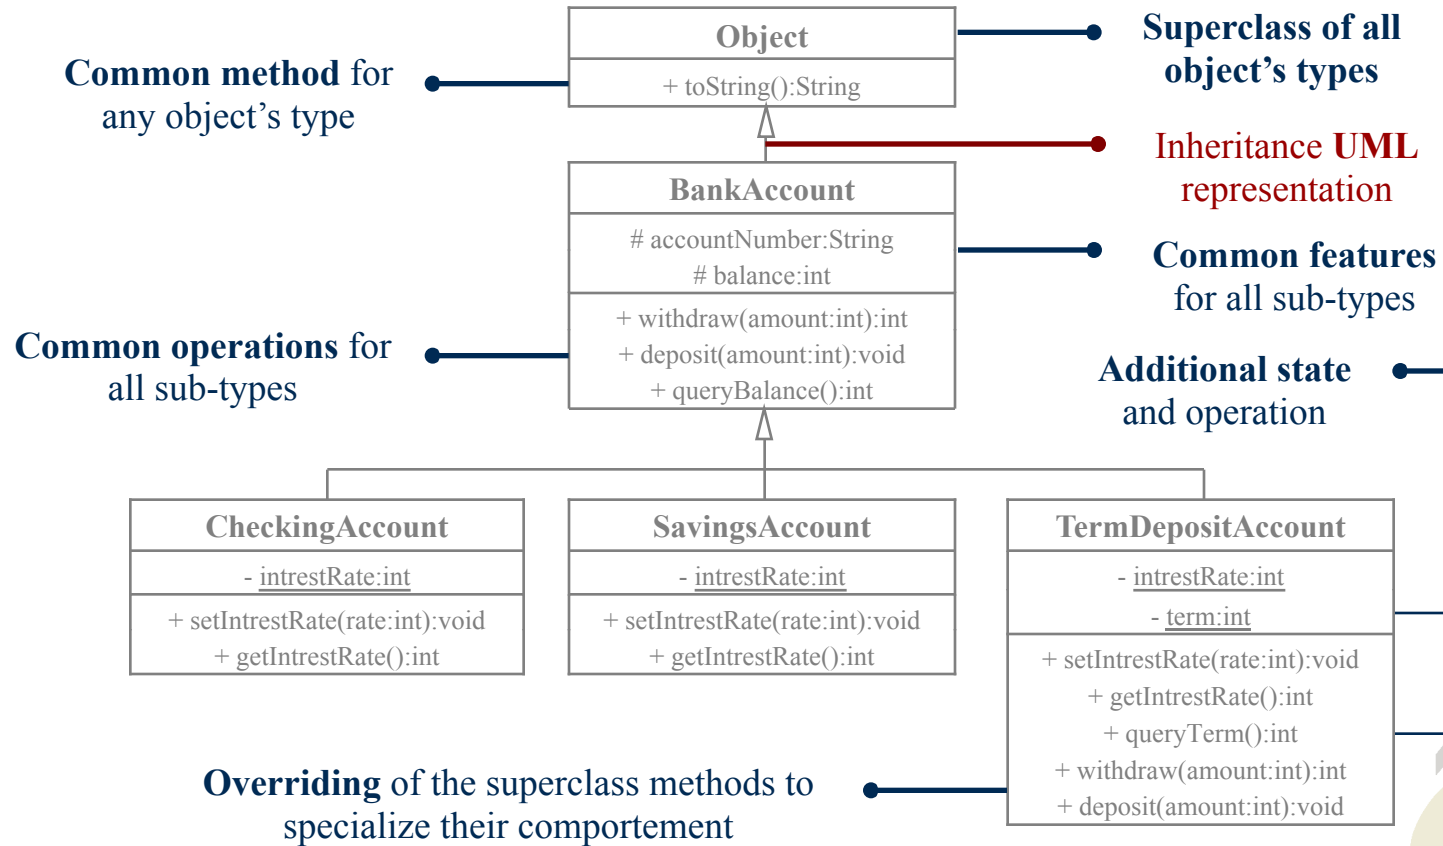 Object
+ toString():String
Superclass of all
object's types
Common method for
any object's type
Inheritance UML
representation
BankAccount
# accountNumber:String
# balance:int
+ withdraw(amount:int):int
+ deposit(amount:int):void
+ queryBalance():int
Common features
for all sub-types
Common operations for
all sub-types
Additional state
and operation
CheckingAccount
- intrestRate:int
+ setIntrestRate(rate:int):void
+ getIntrestRate():int
SavingsAccount
- intrestRate:int
+ setIntrestRate(rate:int):void
+ getIntrestRate():int
TermDepositAccount
- intrestRate:int
- term:int
+ setIntrestRate(rate:int):void
+ getIntrestRate():int
+ queryTerm():int
+ withdraw(amount:int):int
+ deposit(amount:int):void
Overriding of the superclass methods to
specialize their comportement